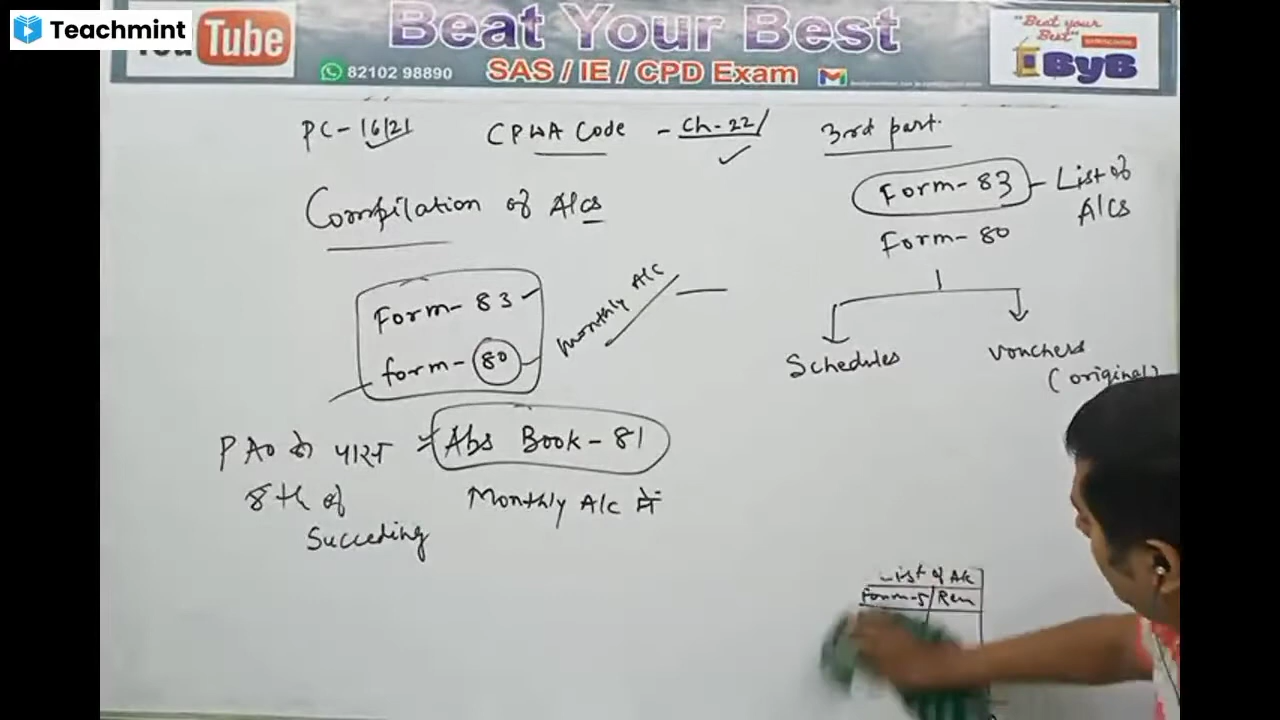 Teachmint
You Tube
Beat Your Best
82102 98890
SAS / IE / CPD Exam
"Beat your
Best"
ByB
PC - 16/21
CPWA Code - Ch-22/
3rd part.
Compilation of A/cs
Form-83 - List of
A/Cs
Form-80
Schedules
Vouchers
(original)
Form-83
form-80
Monthly A/C
PAO के पास
Abs Book-81
8th of
Succeding
Monthly A/c में
List of A/c
Form-5 Rem